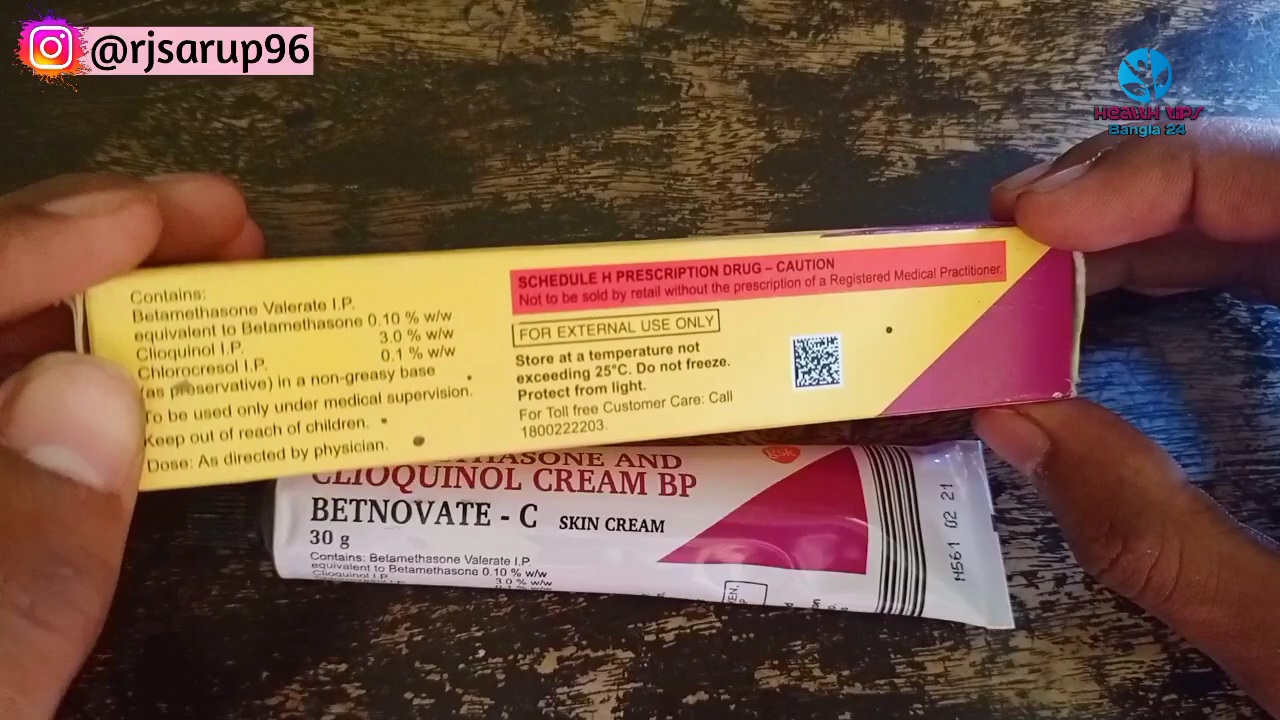 @rjsarup96
HEALTH TIPS
Bangla 24
Contains:
Betamethasone Valerate I.P.
equivalent to Betamethasone 0.10 % w/w
Clioquinol I.P. 3.0 % w/w
Chlorocresol I.P. 0.1 % w/w
(as preservative) in a non-greasy base
To be used only under medical supervision.
Keep out of reach of children.
Dose: As directed by physician.
SCHEDULE H PRESCRIPTION DRUG – CAUTION
Not to be sold by retail without the prescription of a Registered Medical Practitioner.
FOR EXTERNAL USE ONLY
Store at a temperature not
exceeding 25°C. Do not freeze.
Protect from light.
For Toll free Customer Care: Call
1800222203.
AND
CLIOQUINOL CREAM BP
gsk
BETNOVATE - C SKIN CREAM
30 g
Contains: Betamethasone Valerate I.P.
equivalent to Betamethasone 0.10 % w/w
Clioquinol I.P. 3.0 % w/w
M561 02 21